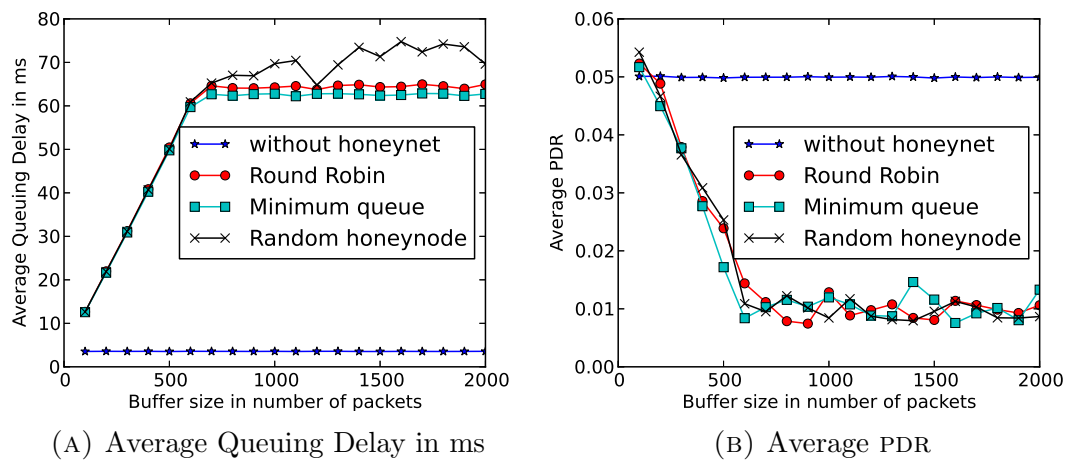 80
70
60
50
40
30
20
10
0
Average Queuing Delay in ms
without honeynet
Round Robin
Minimum queue
Random honeynode
0
500
1000
1500
2000
Buffer size in number of packets
(A) Average Queuing Delay in ms
0.06
0.05
0.04
0.03
0.02
0.01
0.00
Average PDR
without honeynet
Round Robin
Minimum queue
Random honeynode
0
500
1000
1500
2000
Buffer size in number of packets
(B) Average PDR